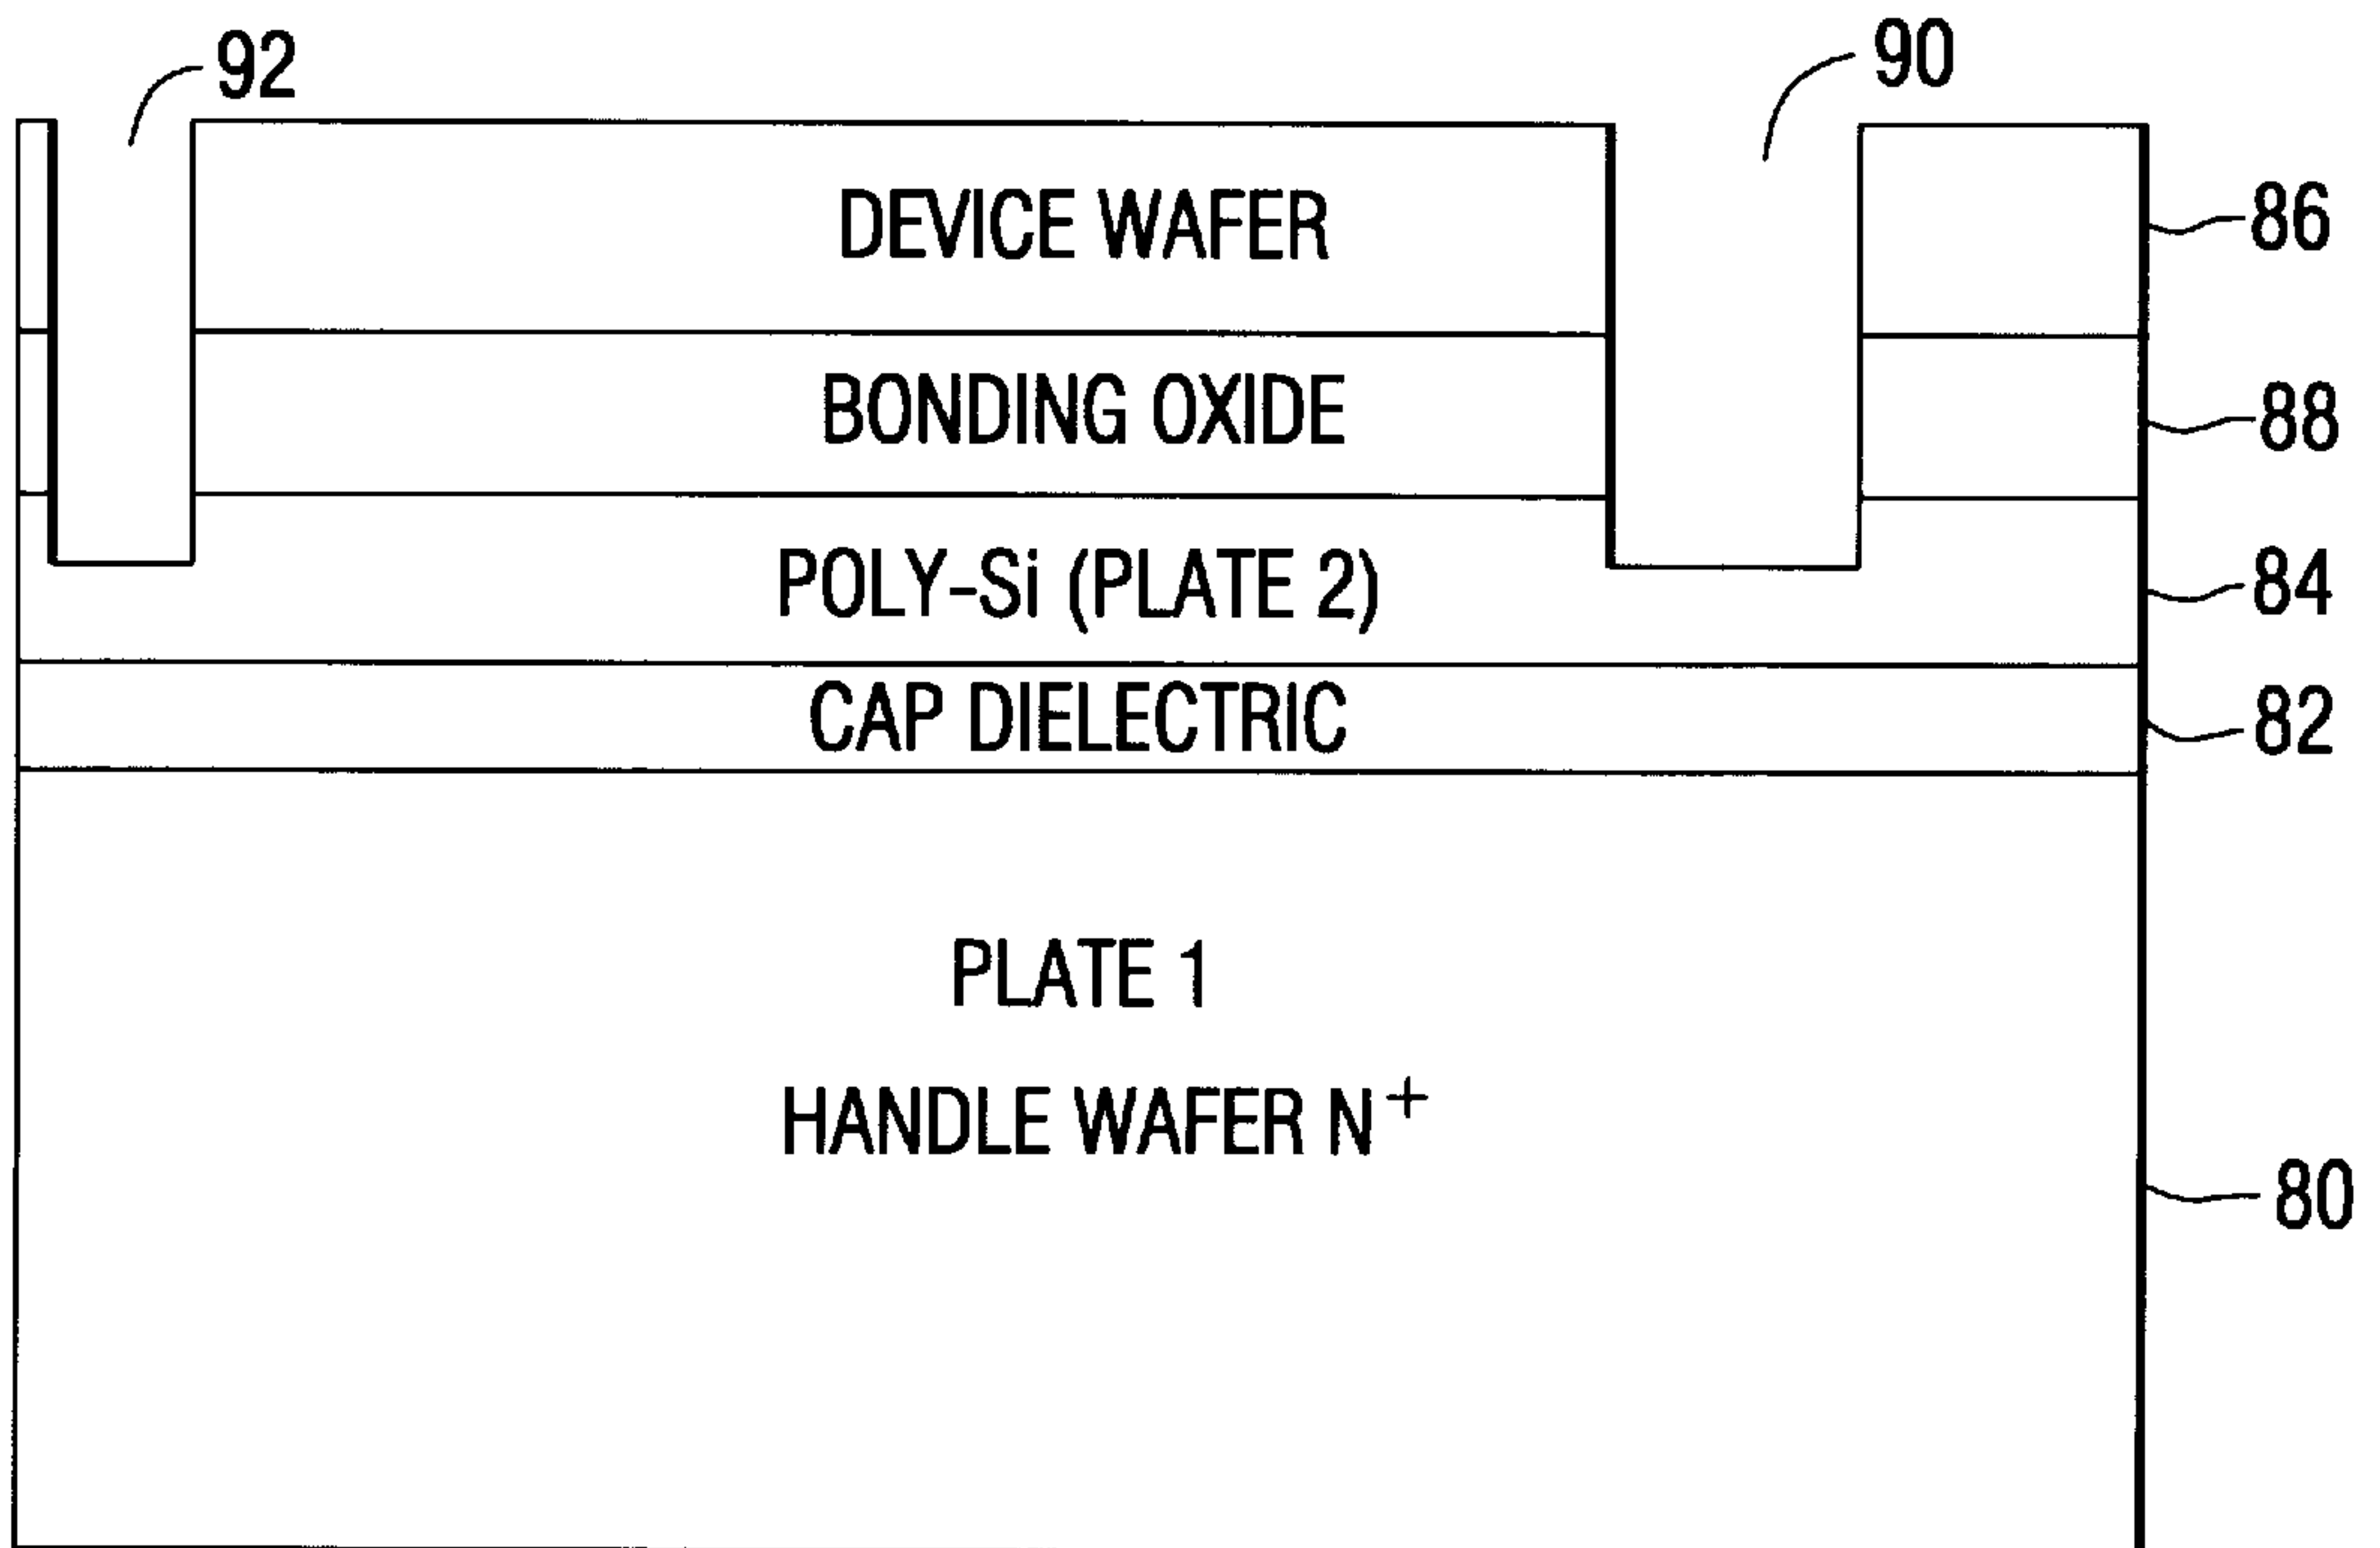 92
90
DEVICE WAFER
86
BONDING OXIDE
88
POLY-Si (PLATE 2)
84
CAP DIELECTRIC
82
PLATE 1
HANDLE WAFER N⁺
80